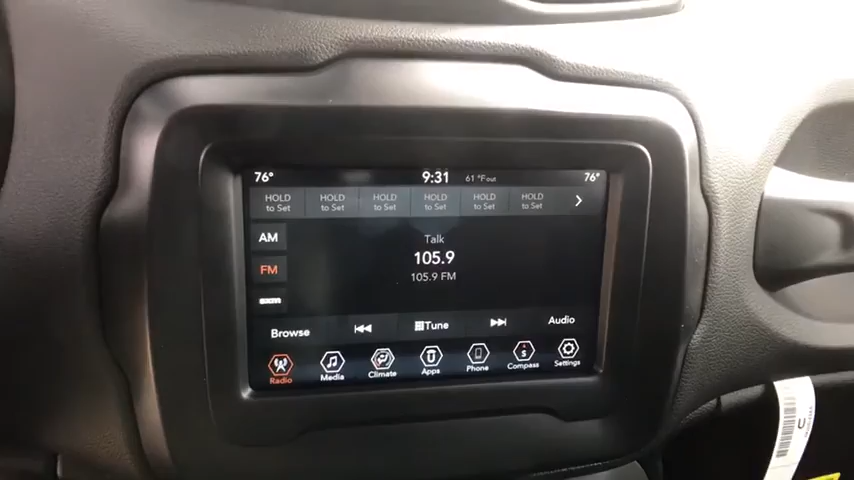 76° 9:31 61 °F out 76°
HOLD to Set HOLD to Set HOLD to Set HOLD to Set HOLD to Set HOLD to Set
AM
Talk
105.9
FM
105.9 FM
sxm
Browse Tune Audio
Radio Media Climate Apps Phone Compass Settings
S
C